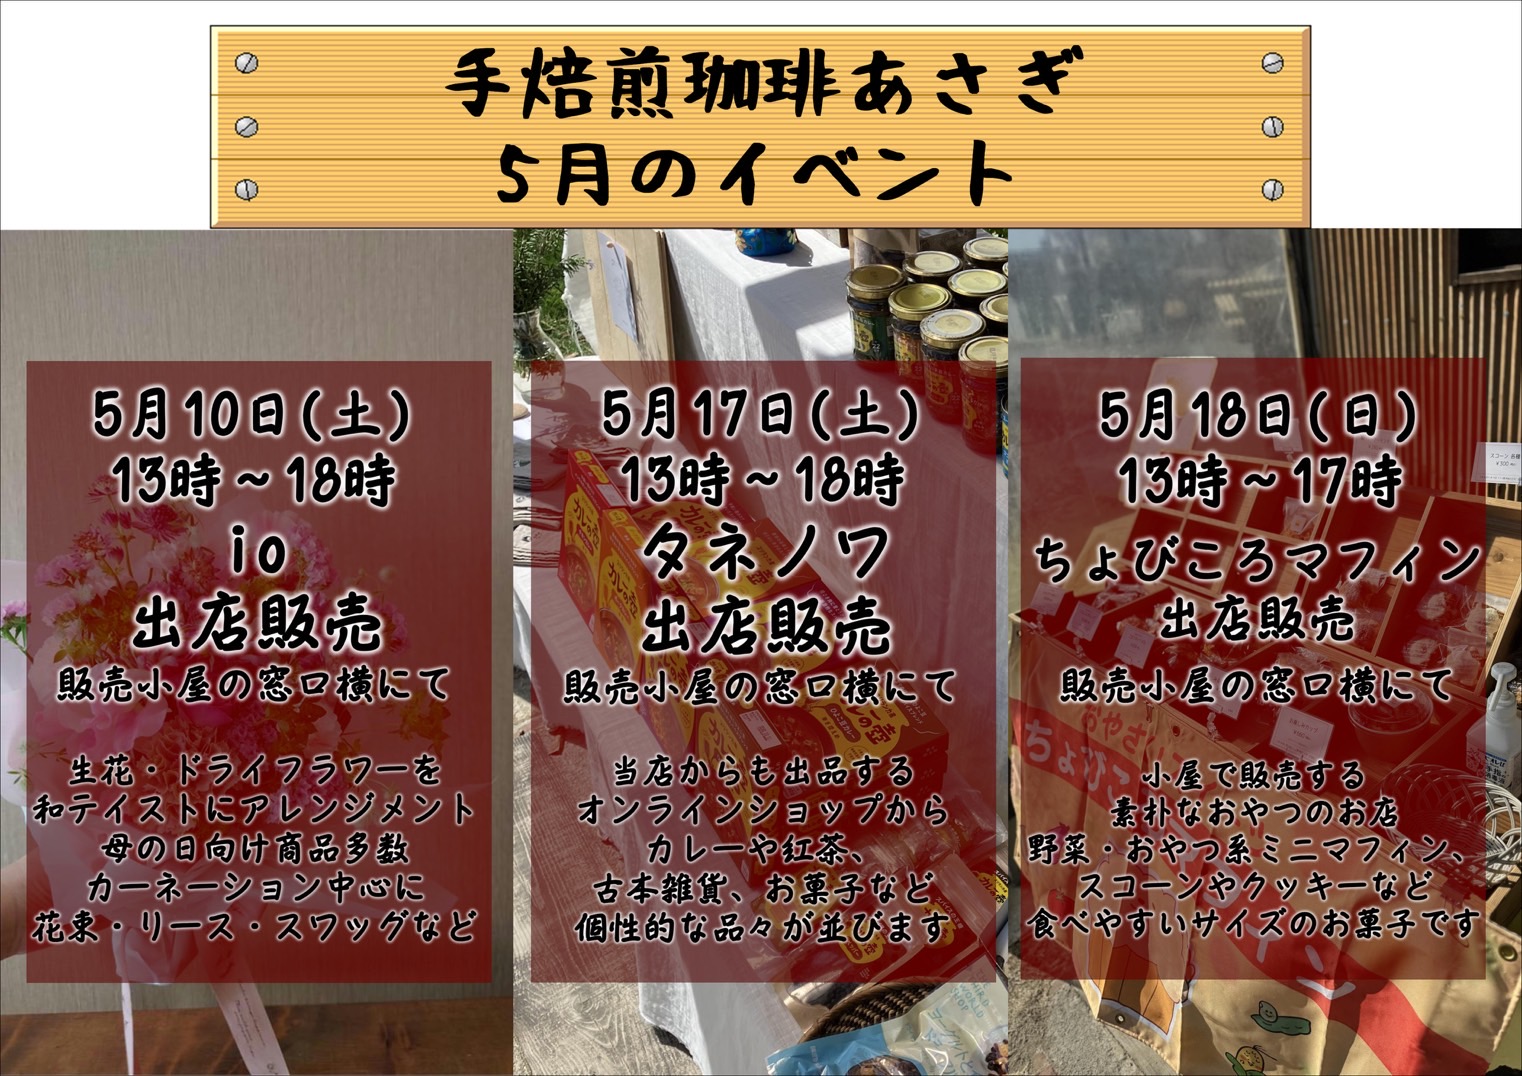 手焙煎珈琲あさぎ
5月のイベント
5月10日(土)
13時～18時
io
出店販売
販売小屋の窓口横にて
生花・ドライフラワーを
和テイストにアレンジメント
母の日向け商品多数
カーネーション中心に
花束・リース・スワッグなど
5月17日(土)
13時～18時
タネノワ
出店販売
販売小屋の窓口横にて
当店からも出品する
オンラインショップから
カレーや紅茶、
古本雑貨、お菓子など
個性的な品々が並びます
5月18日(日)
13時～17時
ちょびころマフィン
出店販売
販売小屋の窓口横にて
小屋で販売する
素朴なおやつのお店
野菜・おやつ系ミニマフィン、
スコーンやクッキーなど
食べやすいサイズのお菓子です